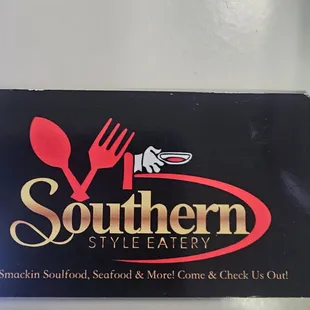 Southern
STYLE EATERY
Smackin Soulfood, Seafood & More! Come & Check Us Out!